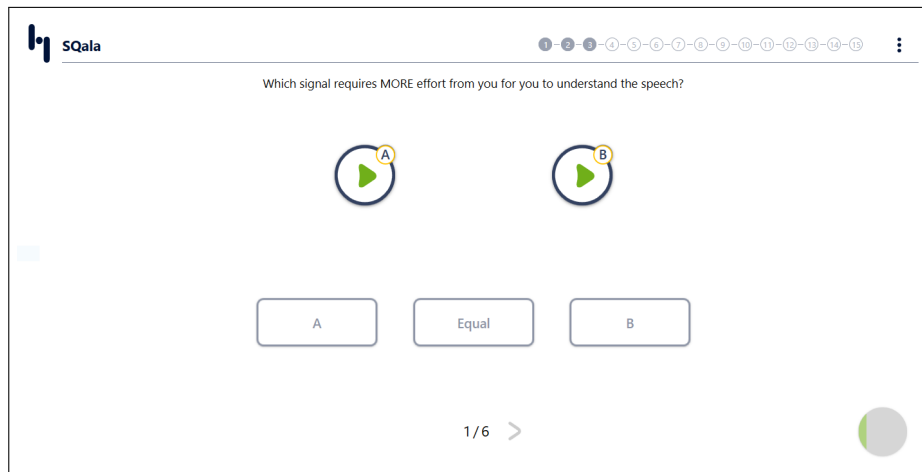 SQala
1 2 3 4 5 6 7 8 9 10 11 12 13 14 15
Which signal requires MORE effort from you for you to understand the speech?
A B
A Equal B
1 / 6